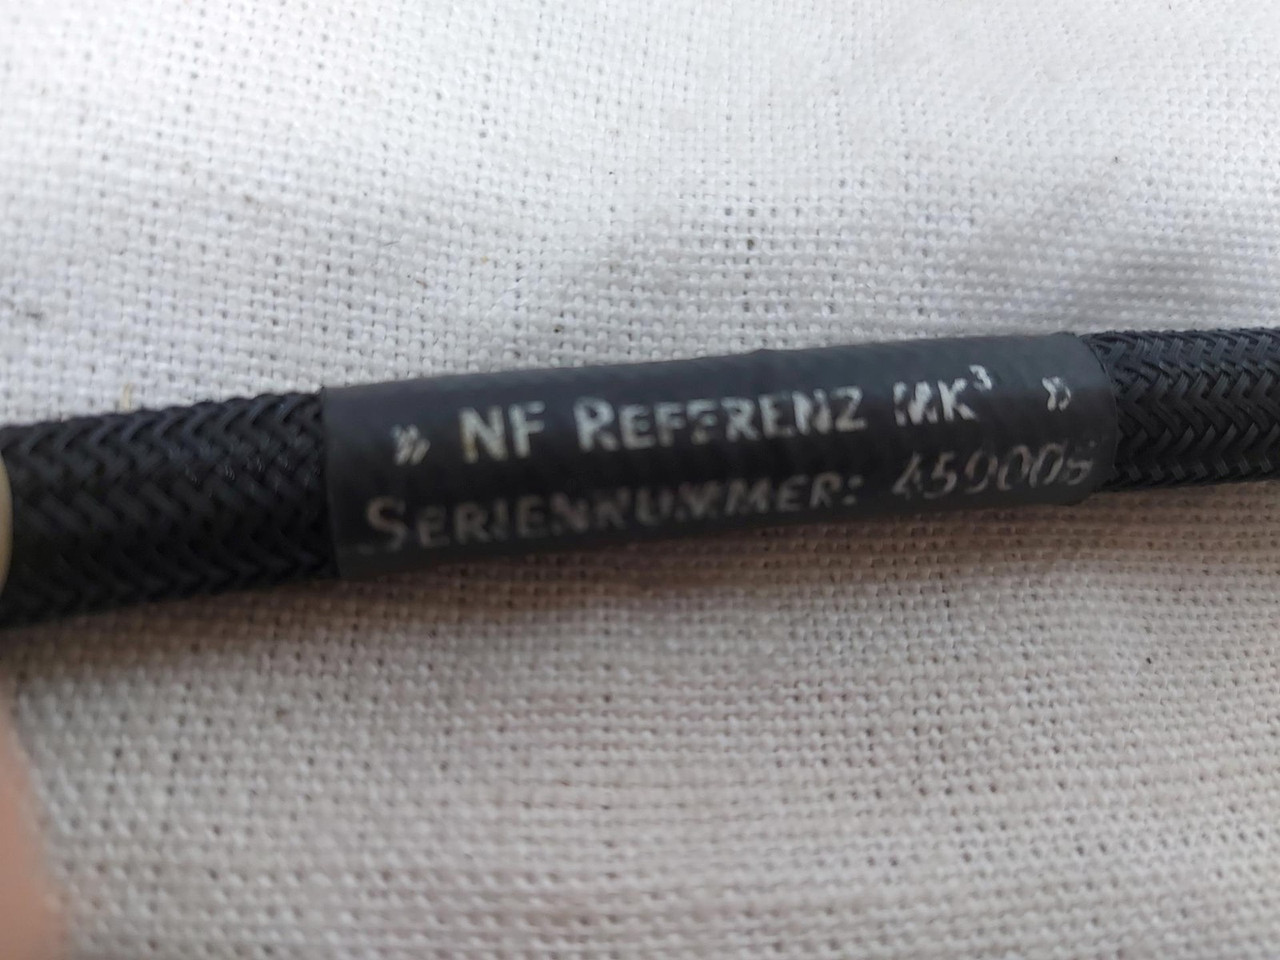 » NF REFERENZ MK³ »
SERIENNUMMER: